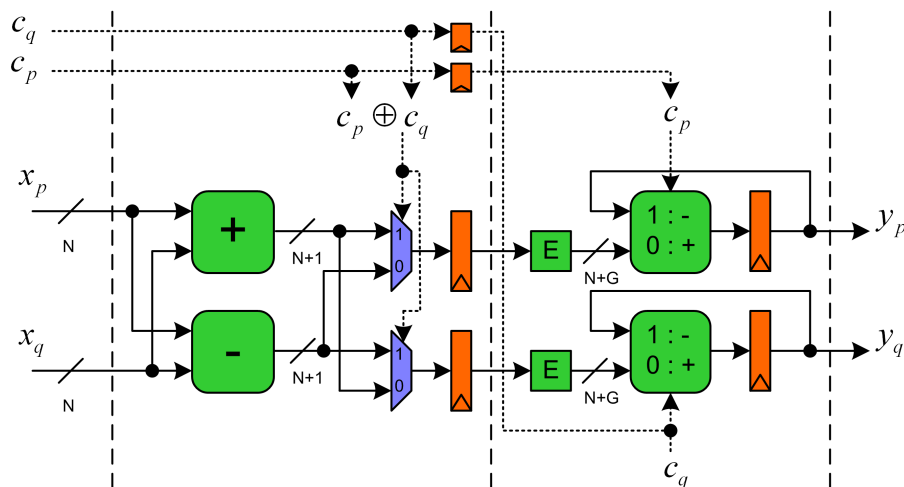 c_q
c_p
c_p ⊕ c_q
c_p
x_p
N
+
N+1
1
0
E
N+G
1 : -
0 : +
y_p
x_q
N
-
N+1
1
0
E
N+G
1 : -
0 : +
y_q
c_q